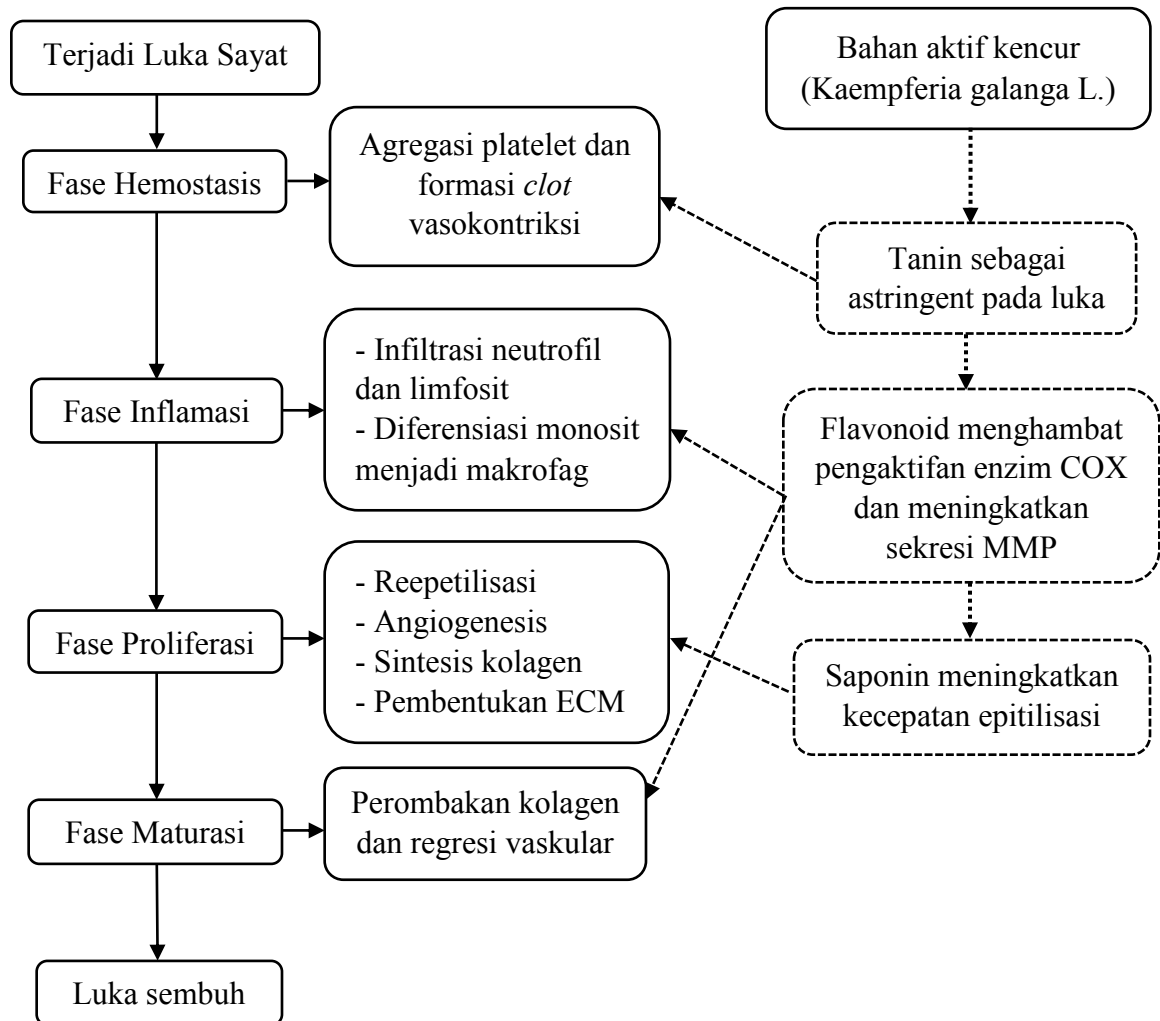 Terjadi Luka Sayat
Bahan aktif kencur
(Kaempferia galanga L.)
Fase Hemostasis
Agregasi platelet dan
formasi clot
vasokontriksi
Tanin sebagai
astringent pada luka
Fase Inflamasi
- Infiltrasi neutrofil
dan limfosit
- Diferensiasi monosit
menjadi makrofag
Flavonoid menghambat
pengaktifan enzim COX
dan meningkatkan
sekresi MMP
Fase Proliferasi
- Reepetilisasi
- Angiogenesis
- Sintesis kolagen
- Pembentukan ECM
Saponin meningkatkan
kecepatan epitilisasi
Fase Maturasi
Perombakan kolagen
dan regresi vaskular
Luka sembuh